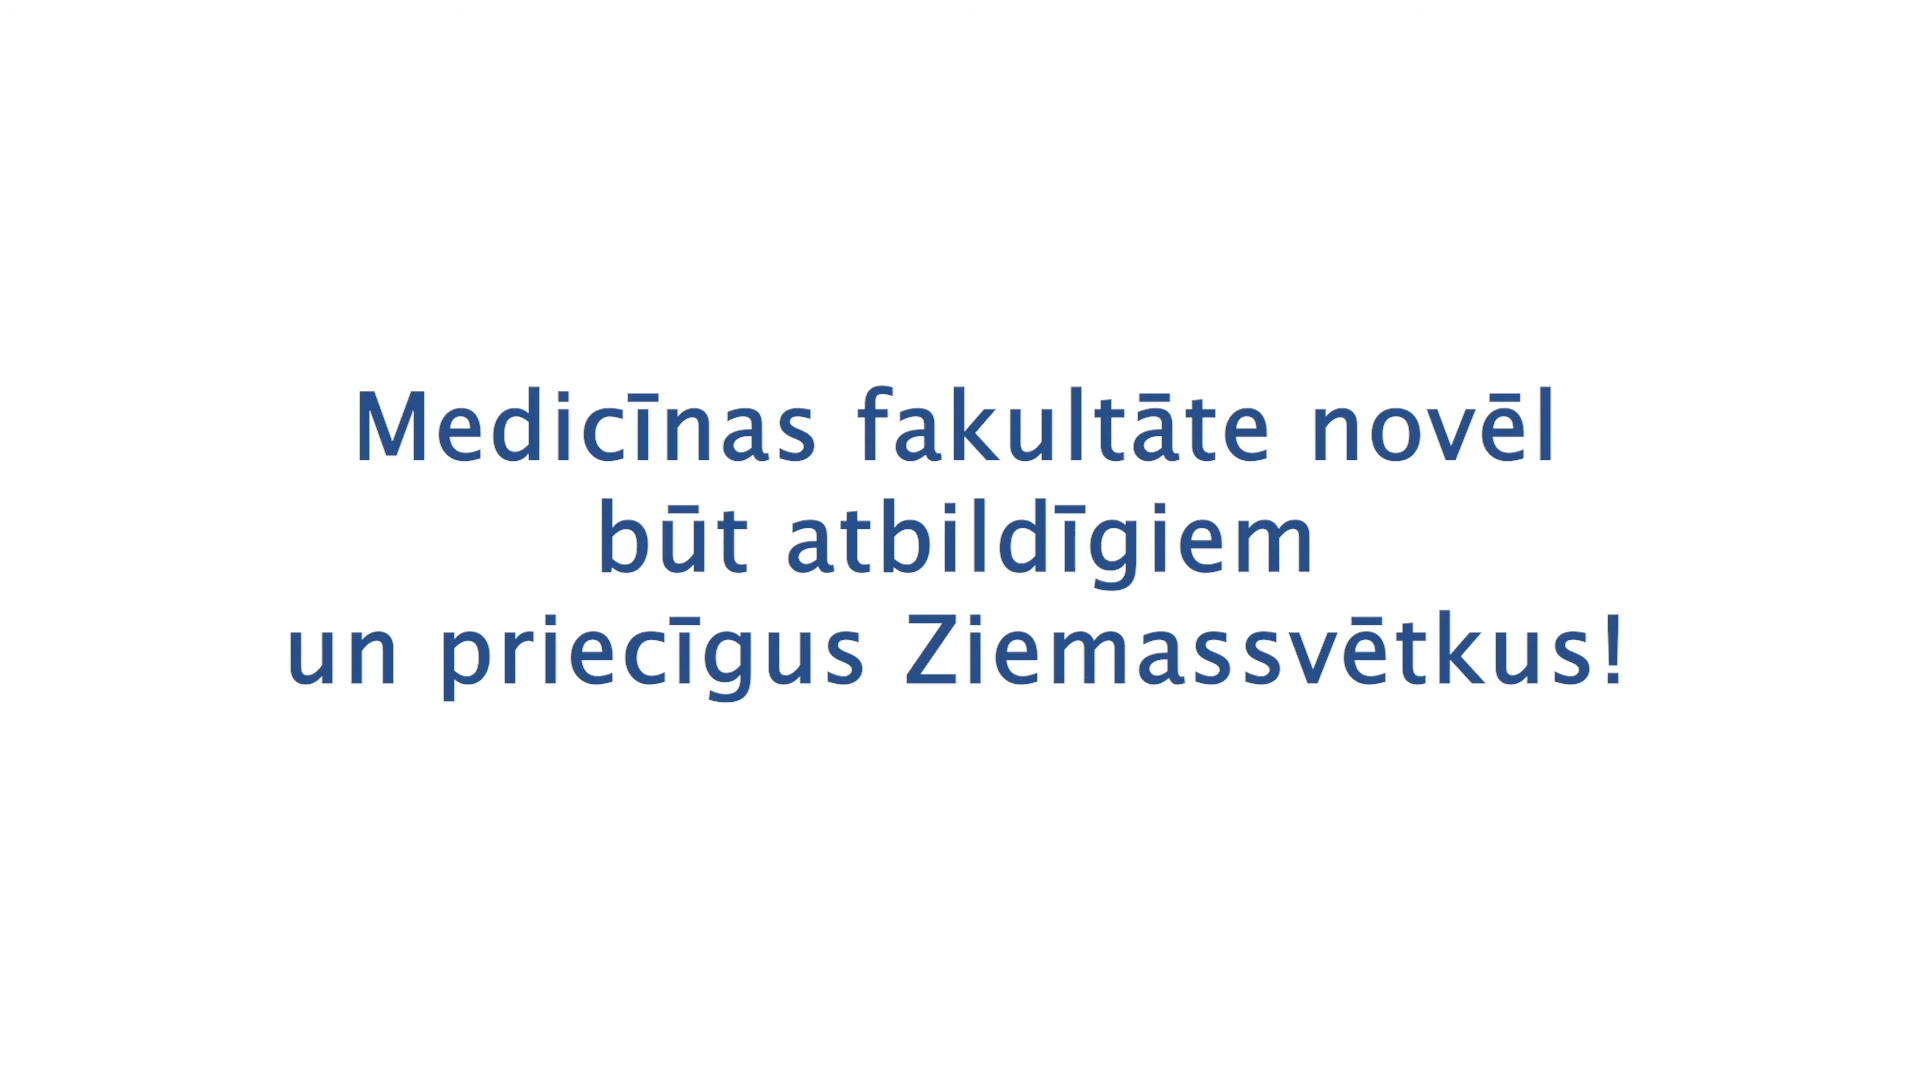 Medicīnas fakultāte novēl
būt atbildīgiem
un priecīgus Ziemassvētkus!